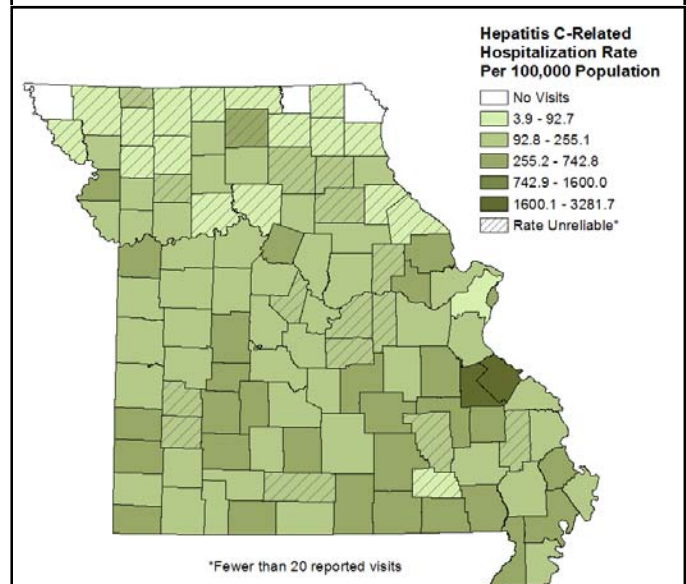 Hepatitis C-Related
Hospitalization Rate
Per 100,000 Population
No Visits
3.9 - 92.7
92.8 - 255.1
255.2 - 742.8
742.9 - 1600.0
1600.1 - 3281.7
Rate Unreliable*
*Fewer than 20 reported visits